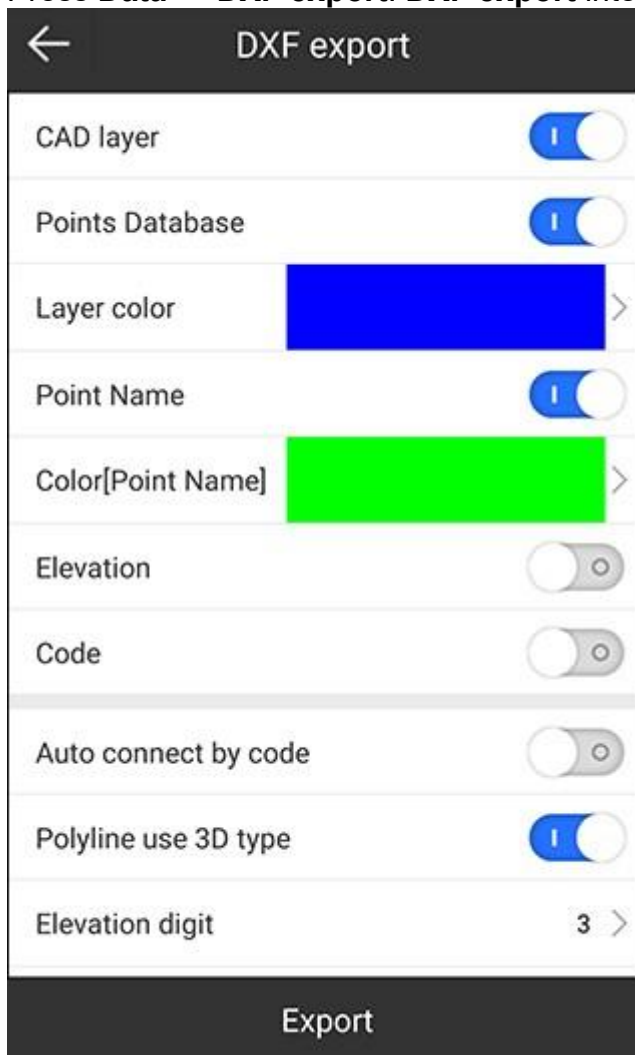 DXF export
CAD layer
Points Database
Layer color
Point Name
Color[Point Name]
Elevation
Code
Auto connect by code
Polyline use 3D type
Elevation digit 3
Export